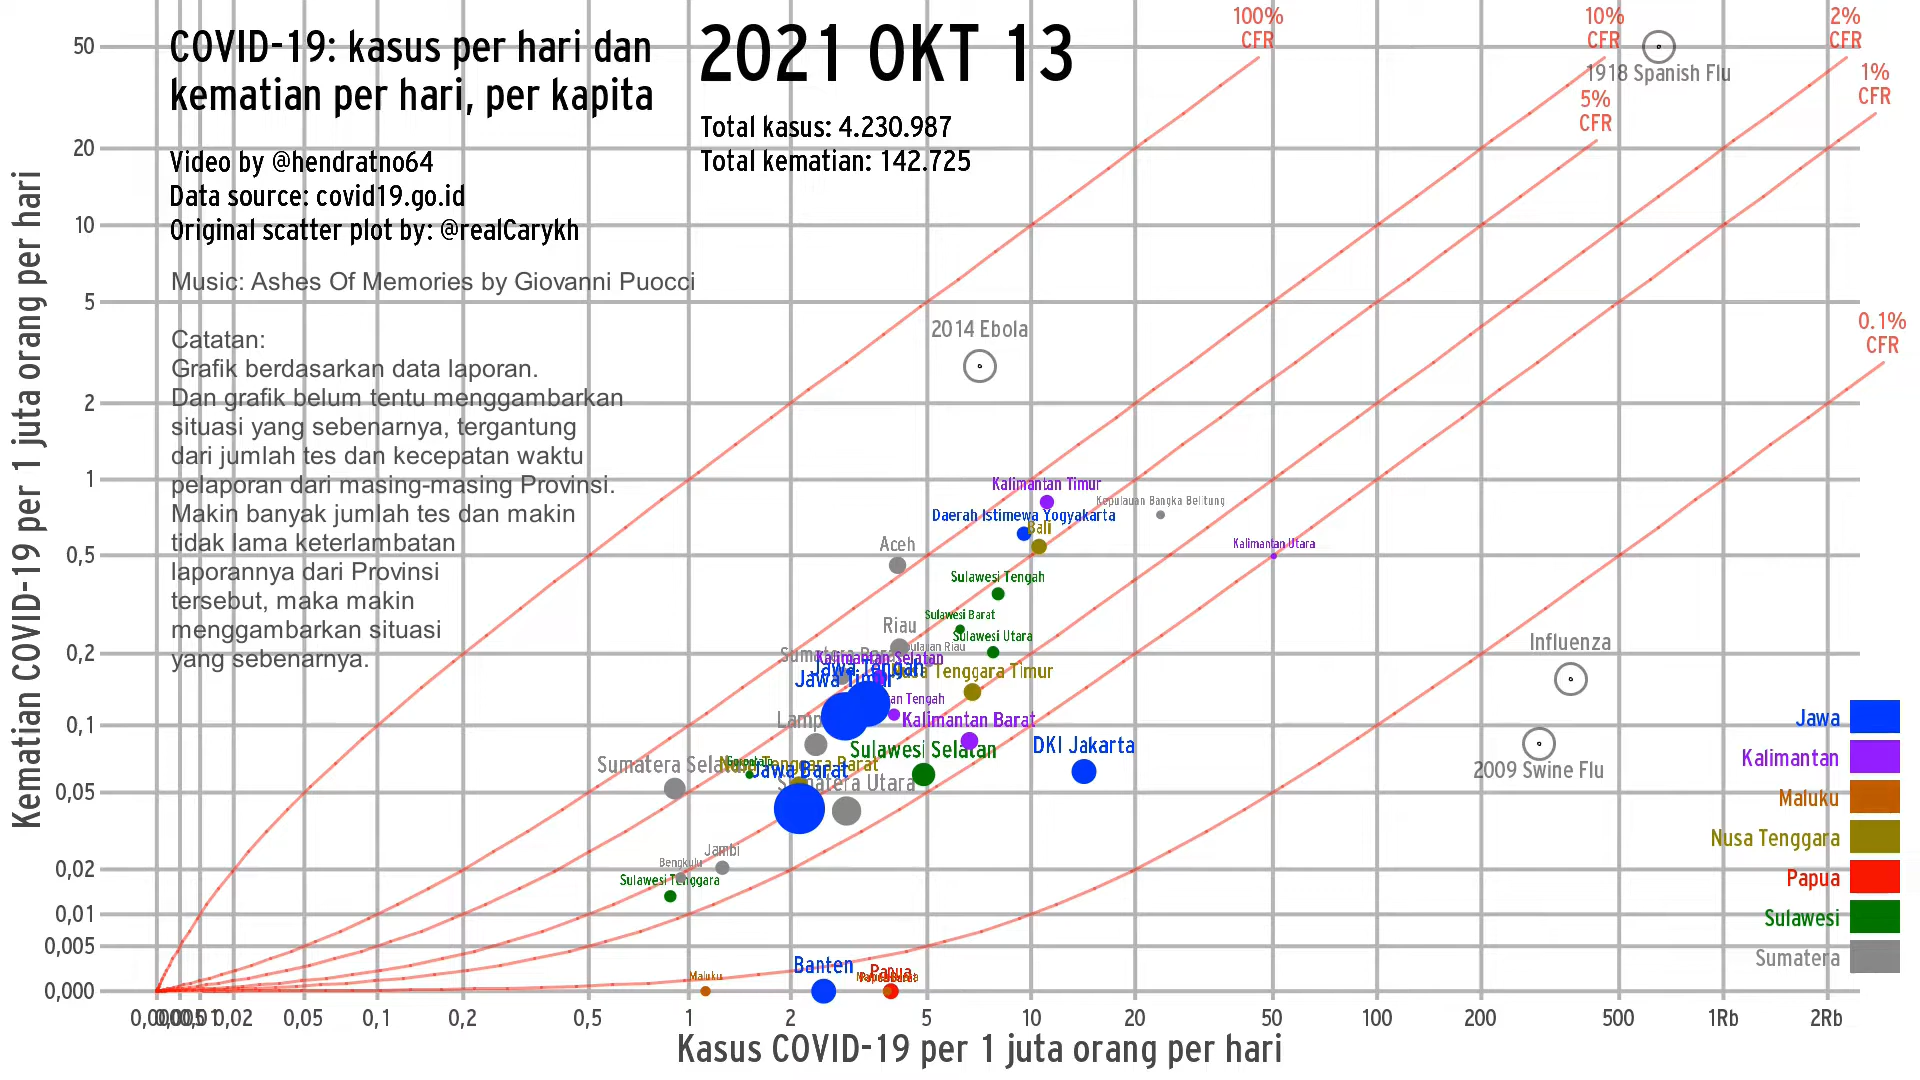 COVID-19: kasus per hari dan
kematian per hari, per kapita
2021 OKT 13
Total kasus: 4.230.987
Total kematian: 142.725
Video by @hendratno64
Data source: covid19.go.id
Original scatter plot by: @realCarykh
Music: Ashes Of Memories by Giovanni Puocci
Catatan:
Grafik berdasarkan data laporan.
Dan grafik belum tentu menggambarkan
situasi yang sebenarnya, tergantung
dari jumlah tes dan kecepatan waktu
pelaporan dari masing-masing Provinsi.
Makin banyak jumlah tes dan makin
tidak lama keterlambatan
laporannya dari Provinsi
tersebut, maka makin
menggambarkan situasi
yang sebenarnya.
Kematian COVID-19 per 1 juta orang per hari
50
20
10
5
2
1
0,5
0,2
0,1
0,05
0,02
0,01
0,005
0,000
100%
CFR
10%
CFR
5%
CFR
2%
CFR
1%
CFR
0.1%
CFR
1918 Spanish Flu
2014 Ebola
Influenza
2009 Swine Flu
Kalimantan Timur
Kepulauan Bangka Belitung
Daerah Istimewa Yogyakarta
Bali
Kalimantan Utara
Aceh
Sulawesi Tengah
Sulawesi Barat
Riau
Sulawesi Utara
Riau
Kalimantan Selatan
Jawa Tengah
Nusa Tenggara Timur
Jawa Timur
Tengah
Kalimantan Barat
Sulawesi Selatan
DKI Jakarta
Sumatera Selatan
Nusa Tenggara Barat
Jawa Barat
Sumatera Utara
Jambi
Bengkulu
Sulawesi Tenggara
Banten
Papua
Maluku
Jawa
Kalimantan
Maluku
Nusa Tenggara
Papua
Sulawesi
Sumatera
0,02
0,05
0,1
0,2
0,5
1
2
5
10
20
50
100
200
500
1Rb
2Rb
Kasus COVID-19 per 1 juta orang per hari